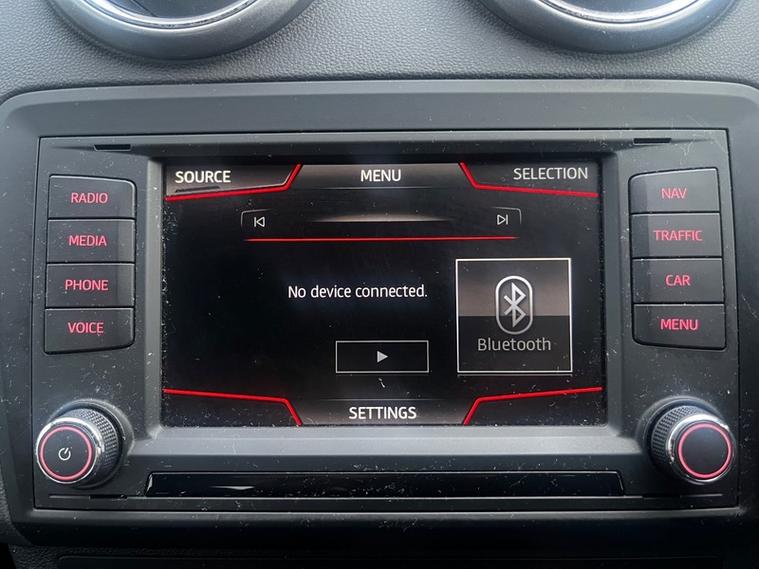 SOURCE
MENU
SELECTION
RADIO
MEDIA
PHONE
VOICE
No device connected.
Bluetooth
SETTINGS
NAV
TRAFFIC
CAR
MENU